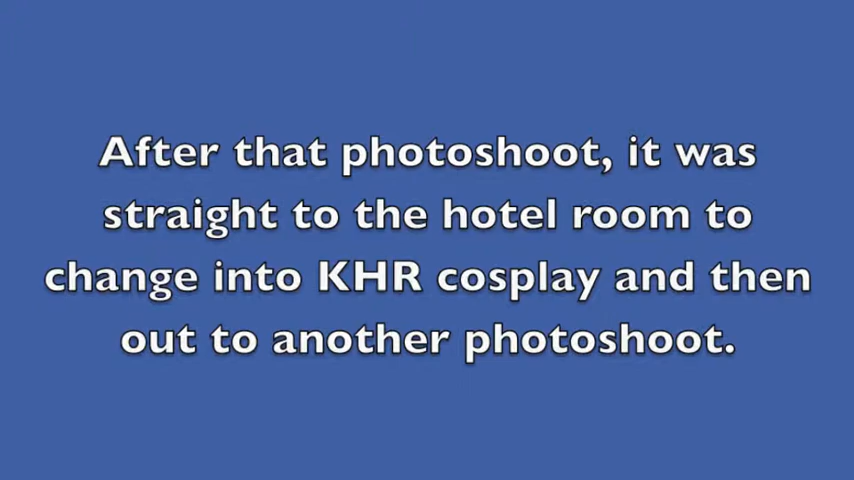 After that photoshoot, it was
straight to the hotel room to
change into KHR cosplay and then
out to another photoshoot.